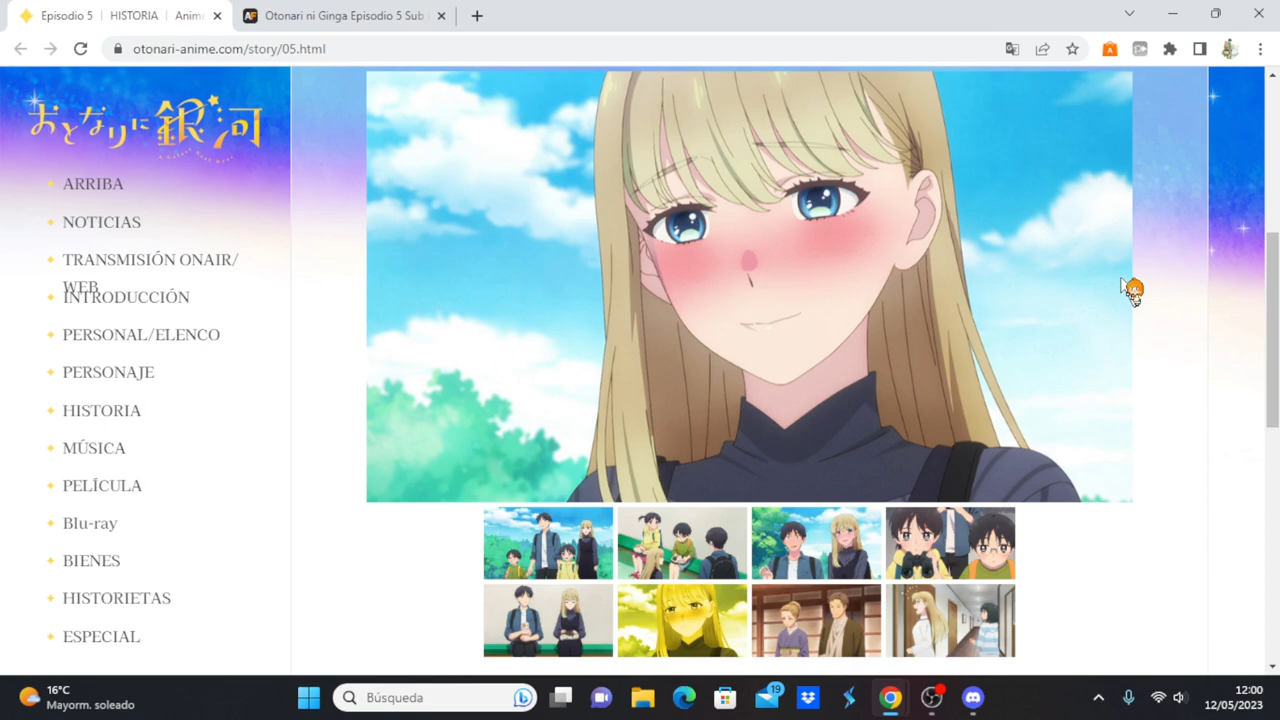 Episodio 5 | HISTORIA | Anim
Otonari ni Ginga Episodio 5 Sub
otonari-anime.com/story/05.html
おとなりに銀河
ARRIBA
NOTICIAS
TRANSMISIÓN ONAIR/
WEB
INTRODUCCIÓN
PERSONAL/ELENCO
PERSONAJE
HISTORIA
MÚSICA
PELÍCULA
Blu-ray
BIENES
HISTORIETAS
ESPECIAL
16°C
Mayorm. soleado
Búsqueda
19
12:00
12/05/2023